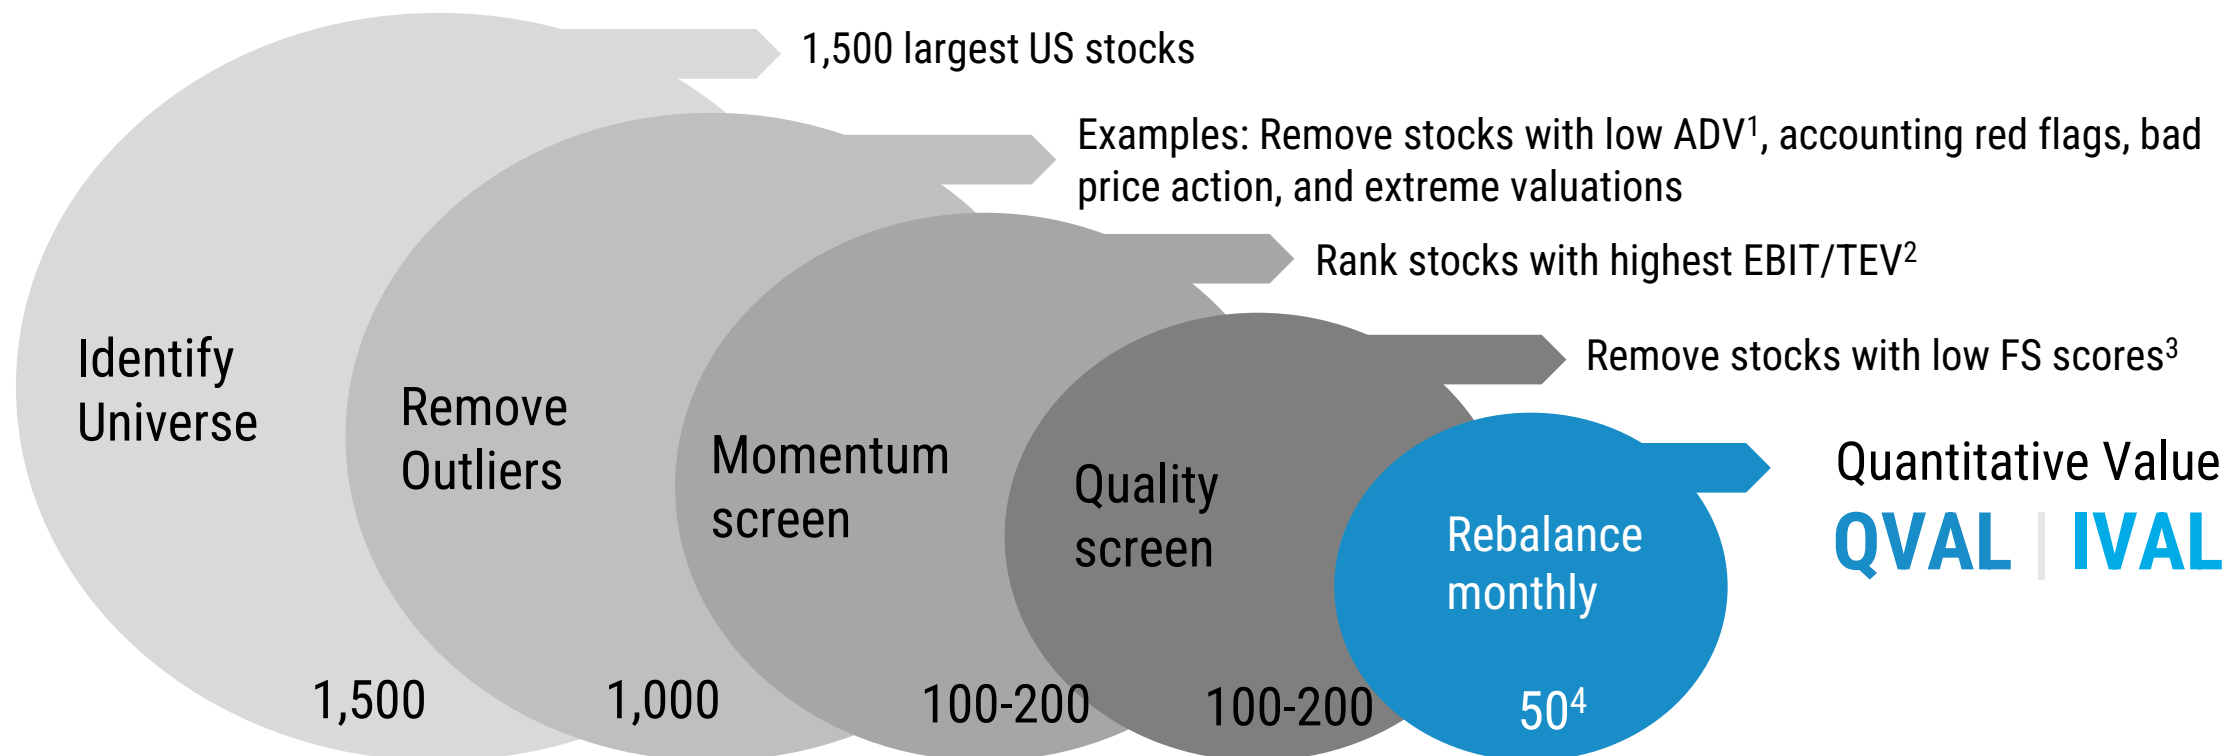 1,500 largest US stocks
Examples: Remove stocks with low ADV¹, accounting red flags, bad
price action, and extreme valuations
Rank stocks with highest EBIT/TEV²
Remove stocks with low FS scores³
Identify
Universe
Remove
Outliers
Momentum
screen
Quality
screen
Rebalance
monthly
Quantitative Value
QVAL | IVAL
1,500
1,000
100-200
100-200
50⁴